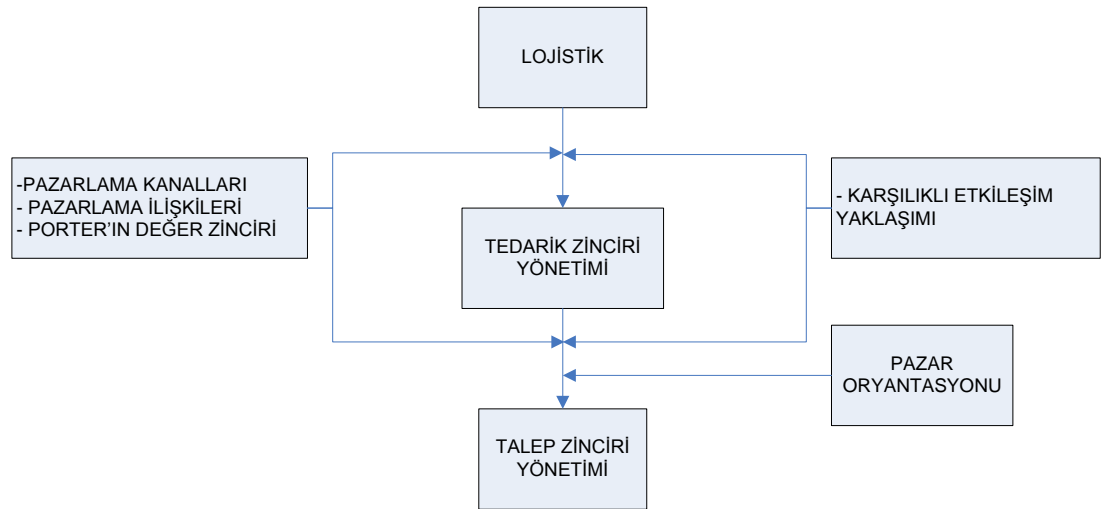 LOJİSTİK
-PAZARLAMA KANALLARI
- PAZARLAMA İLİŞKİLERİ
- PORTER’IN DEĞER ZİNCİRİ
- KARŞILIKLI ETKİLEŞİM
YAKLAŞIMI
TEDARİK ZİNCİRİ
YÖNETİMİ
PAZAR
ORYANTASYONU
TALEP ZİNCİRİ
YÖNETİMİ